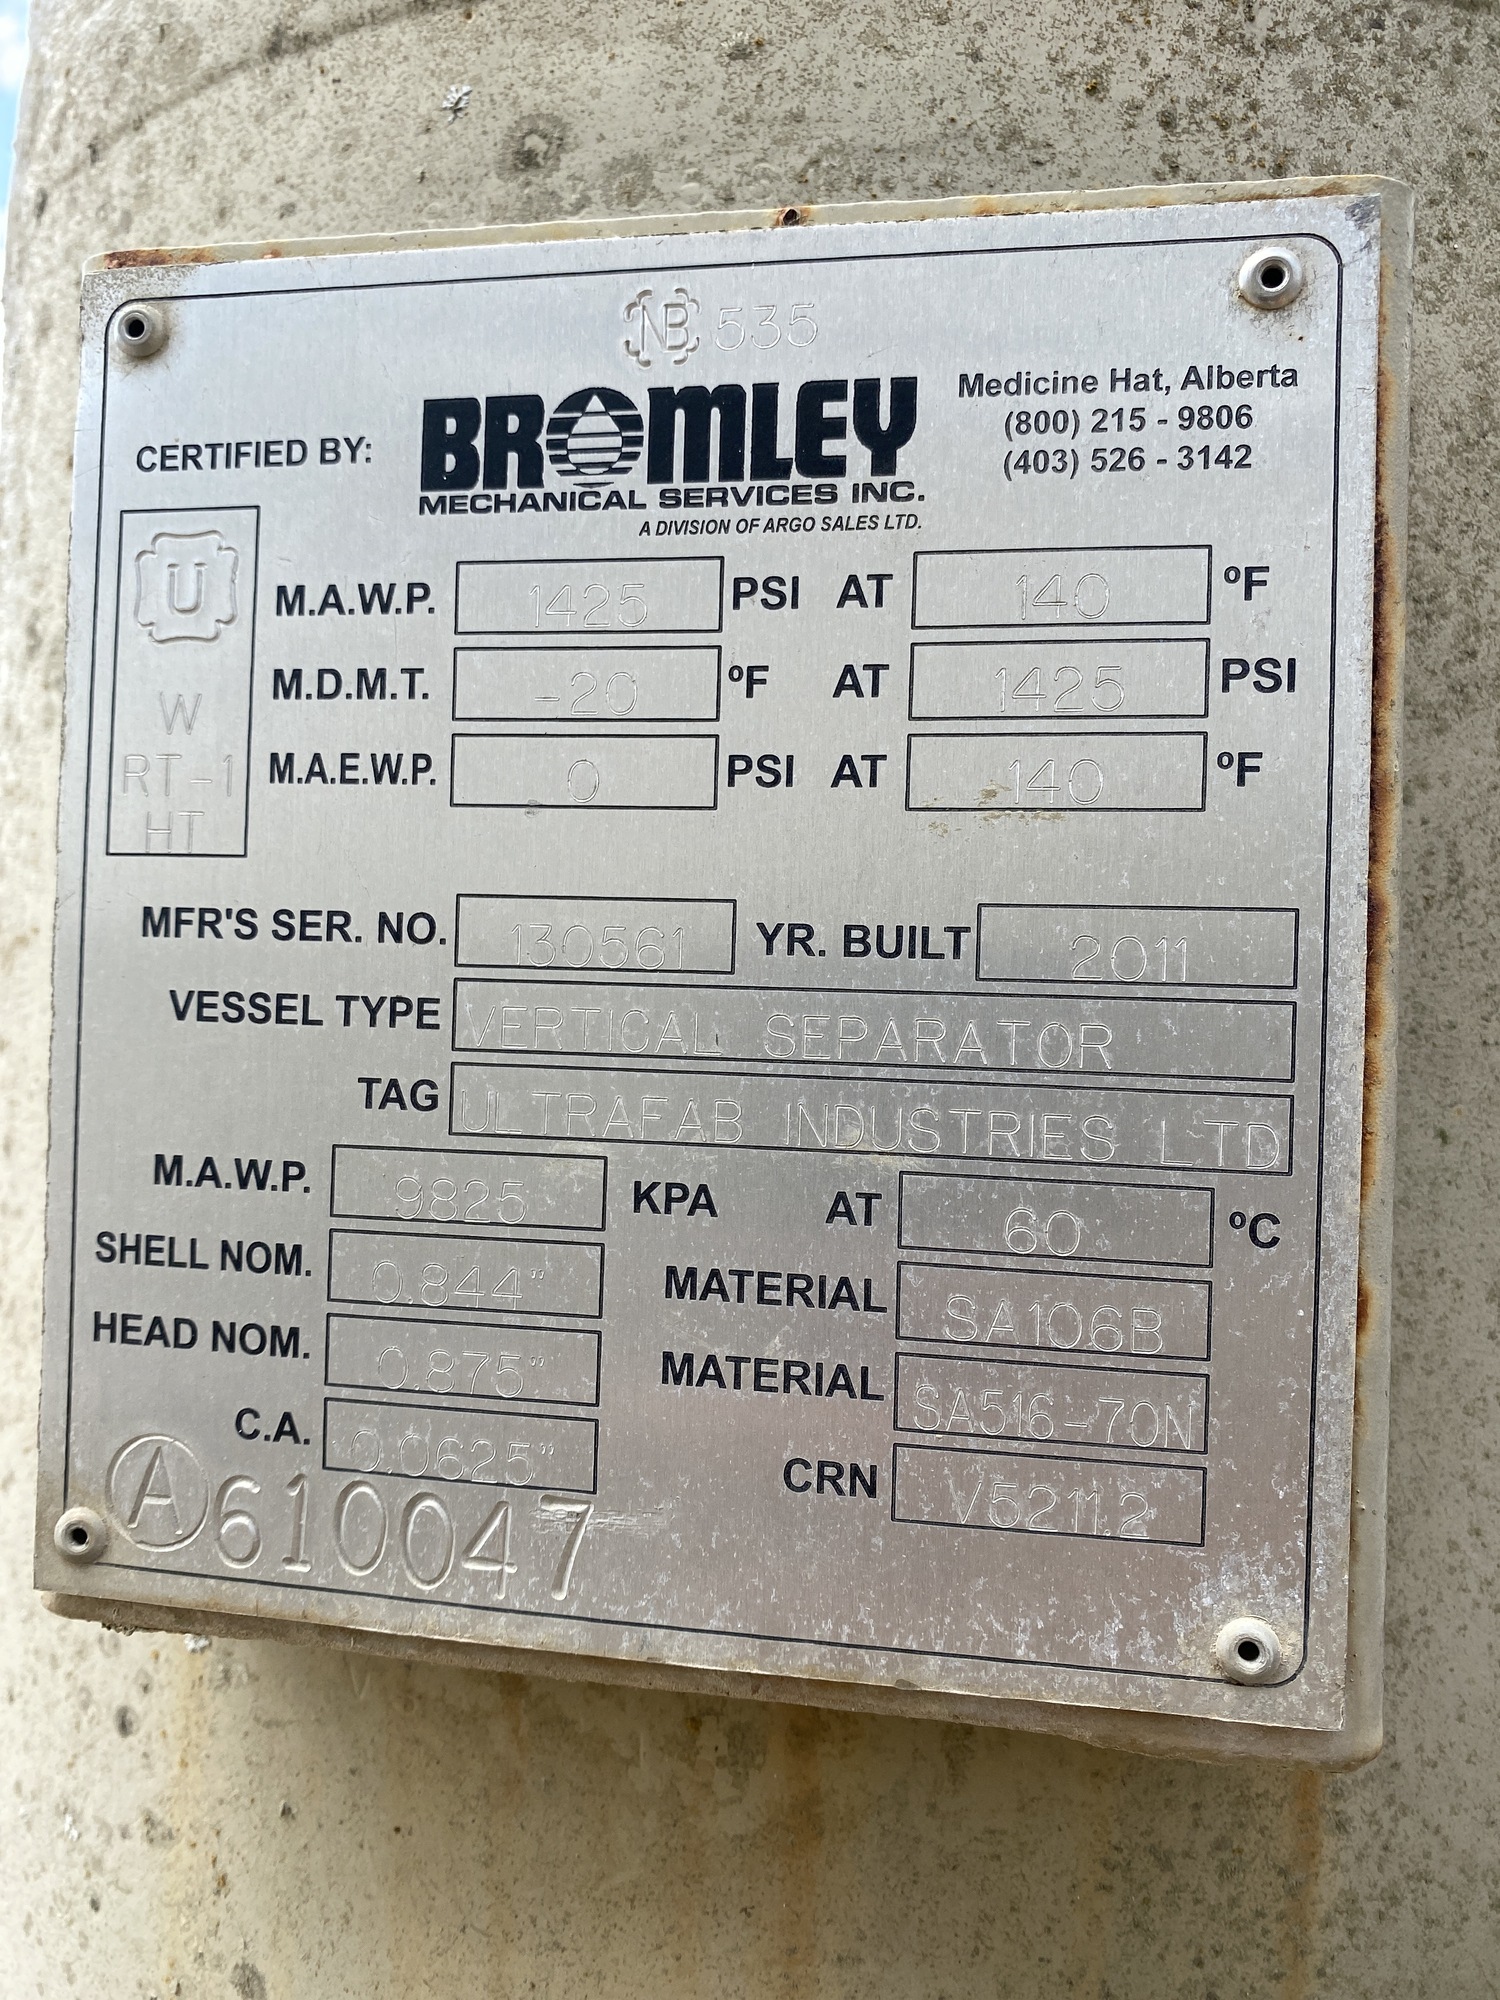 NB 535
CERTIFIED BY: BROMLEY
MECHANICAL SERVICES INC.
A DIVISION OF ARGO SALES LTD.
Medicine Hat, Alberta
(800) 215 - 9806
(403) 526 - 3142
U
W
RT-1
HT
M.A.W.P. 1425 PSI AT 140 ºF
M.D.M.T. -20 ºF AT 1425 PSI
M.A.E.W.P. 0 PSI AT 140 ºF
MFR'S SER. NO. 130561 YR. BUILT 2011
VESSEL TYPE VERTICAL SEPARATOR
TAG ULTRAFAB INDUSTRIES LTD
M.A.W.P. 9825 KPA AT 60 ºC
SHELL NOM. 0.844" MATERIAL SA106B
HEAD NOM. 0.875" MATERIAL SA516-70N
C.A. 0.0625" CRN V5211.2
A 610047